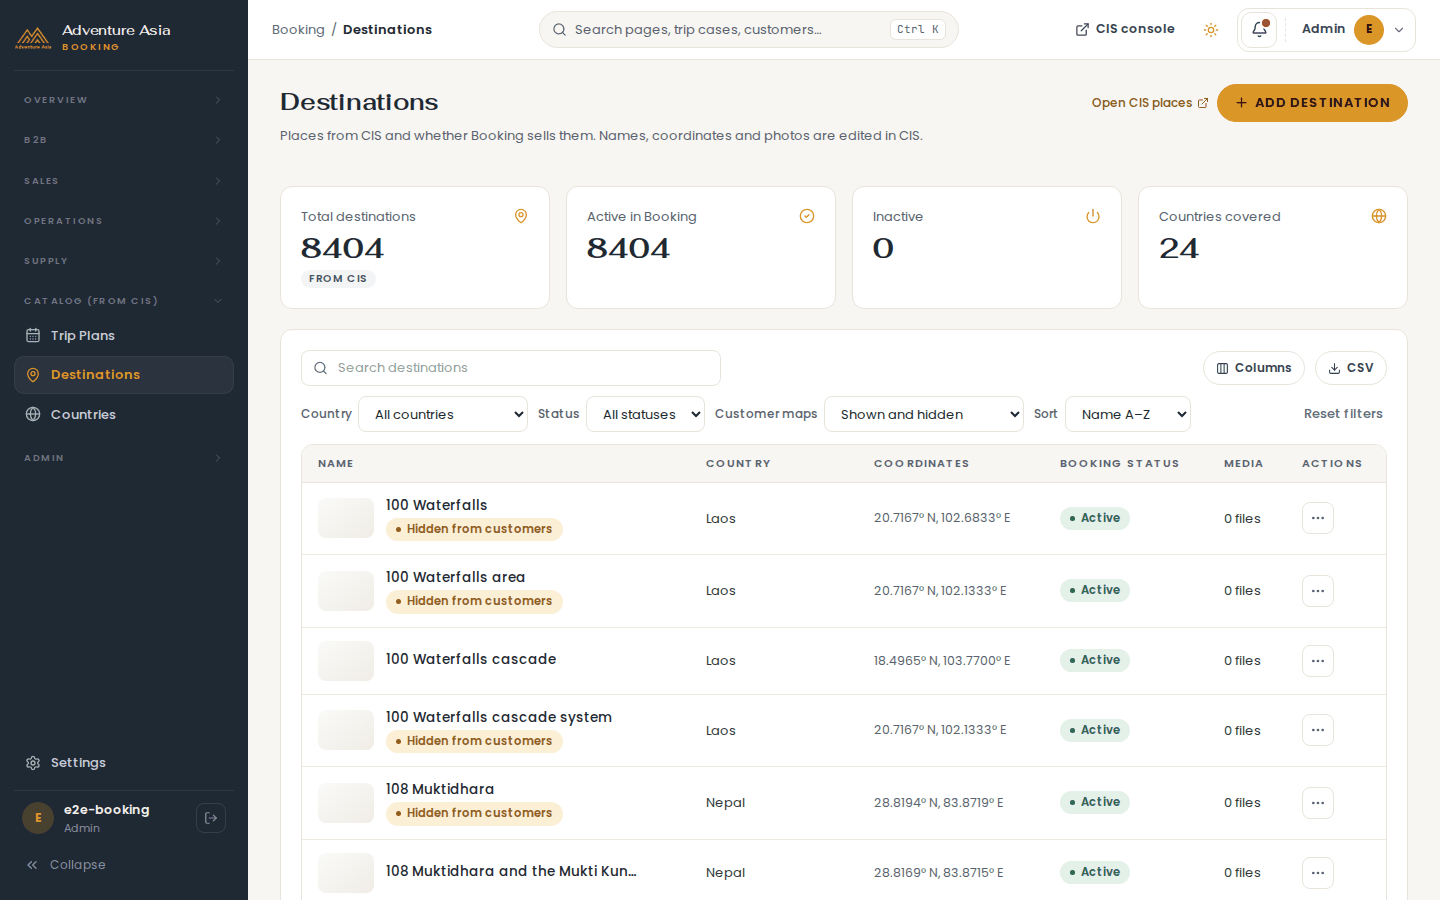 Adventure Asia
BOOKING
Adventure Asia
OVERVIEW
B2B
SALES
OPERATIONS
SUPPLY
CATALOG (FROM CIS)
Trip Plans
Destinations
Countries
ADMIN
Settings
E
e2e-booking
Admin
Collapse
Booking / Destinations
Search pages, trip cases, customers...
Ctrl K
CIS console
Admin
E
Destinations
Places from CIS and whether Booking sells them. Names, coordinates and photos are edited in CIS.
Open CIS places
ADD DESTINATION
Total destinations
8404
FROM CIS
Active in Booking
8404
Inactive
0
Countries covered
24
Search destinations
Columns
CSV
Country All countries Status All statuses Customer maps Shown and hidden Sort Name A–Z Reset filters
NAME COUNTRY COORDINATES BOOKING STATUS MEDIA ACTIONS
100 Waterfalls
Hidden from customers
Laos 20.7167° N, 102.6833° E Active 0 files
100 Waterfalls area
Hidden from customers
Laos 20.7167° N, 102.1333° E Active 0 files
100 Waterfalls cascade Laos 18.4965° N, 103.7700° E Active 0 files
100 Waterfalls cascade system
Hidden from customers
Laos 20.7167° N, 102.1333° E Active 0 files
108 Muktidhara
Hidden from customers
Nepal 28.8194° N, 83.8719° E Active 0 files
108 Muktidhara and the Mukti Kun... Nepal 28.8169° N, 83.8715° E Active 0 files